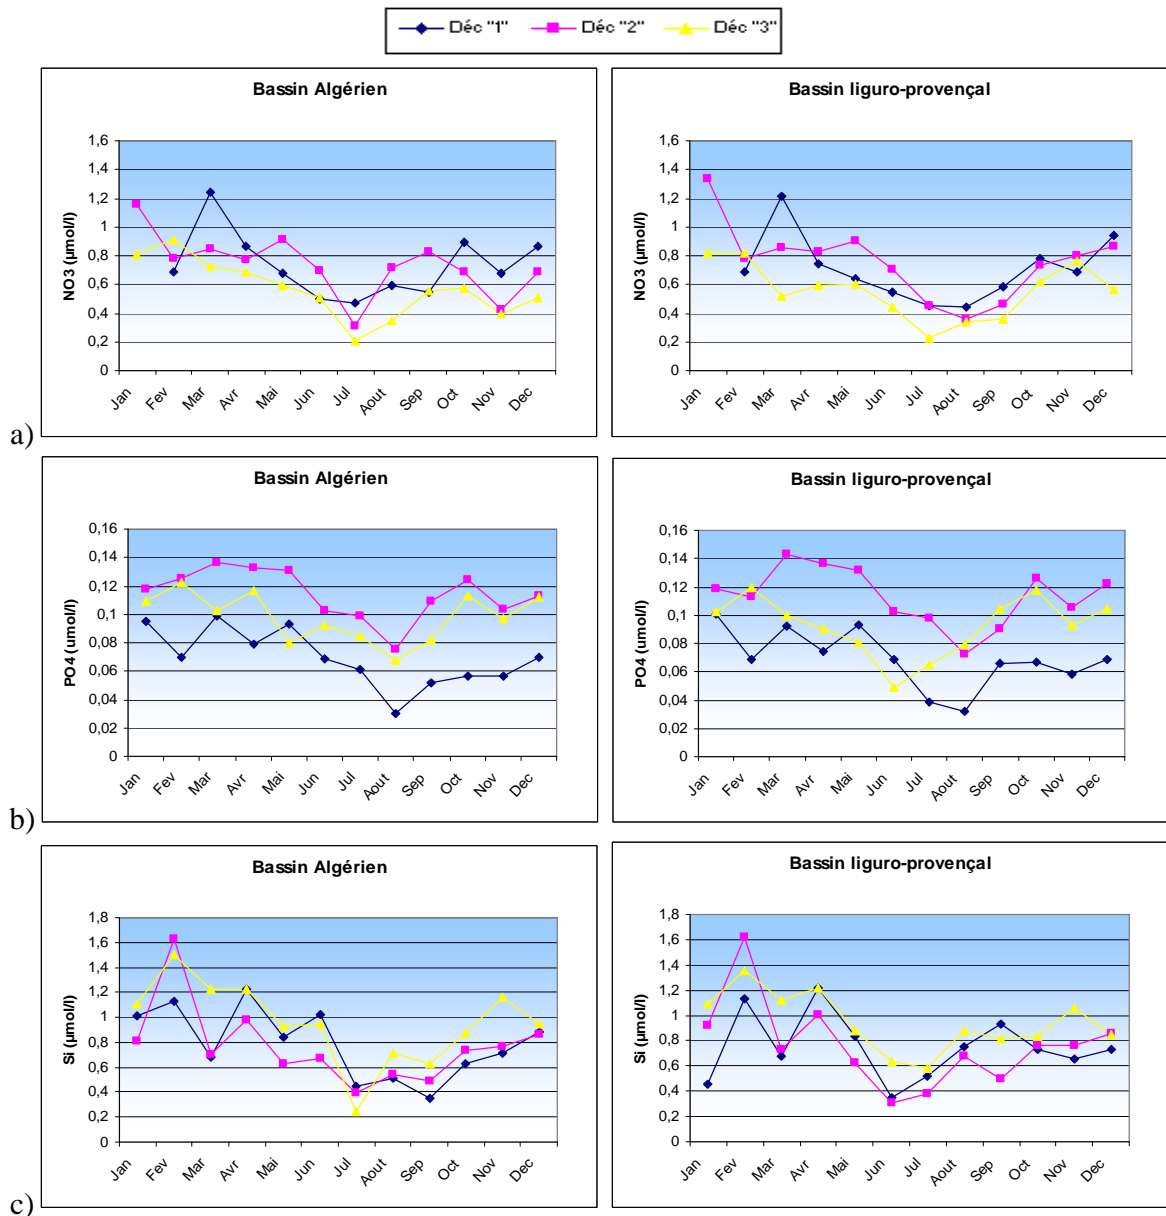 Déc "1" Déc "2" Déc "3"
Bassin Algérien
NO3 (µmol/l)
1,6
1,4
1,2
1
0,8
0,6
0,4
0,2
0
Jan Fev Mar Avr Mai Jun Jul Aout Sep Oct Nov Dec
Bassin liguro-provençal
NO3 (µmol/l)
1,6
1,4
1,2
1
0,8
0,6
0,4
0,2
0
Jan Fev Mar Avr Mai Jun Jul Aout Sep Oct Nov Dec
a)
Bassin Algérien
PO4 (umol/l)
0,16
0,14
0,12
0,1
0,08
0,06
0,04
0,02
0
Jan Fev Mar Avr Mai Jun Jul Aout Sep Oct Nov Dec
Bassin liguro-provençal
PO4 (umol/l)
0,16
0,14
0,12
0,1
0,08
0,06
0,04
0,02
0
Jan Fev Mar Avr Mai Jun Jul Aout Sep Oct Nov Dec
b)
Bassin Algérien
Si (µmol/l)
1,8
1,6
1,4
1,2
1
0,8
0,6
0,4
0,2
0
Jan Fev Mar Avr Mai Jun Jul Aout Sep Oct Nov Dec
Bassin liguro-provençal
Si (µmol/l)
1,8
1,6
1,4
1,2
1
0,8
0,6
0,4
0,2
0
Jan Fev Mar Avr Mai Jun Jul Aout Sep Oct Nov Dec
c)